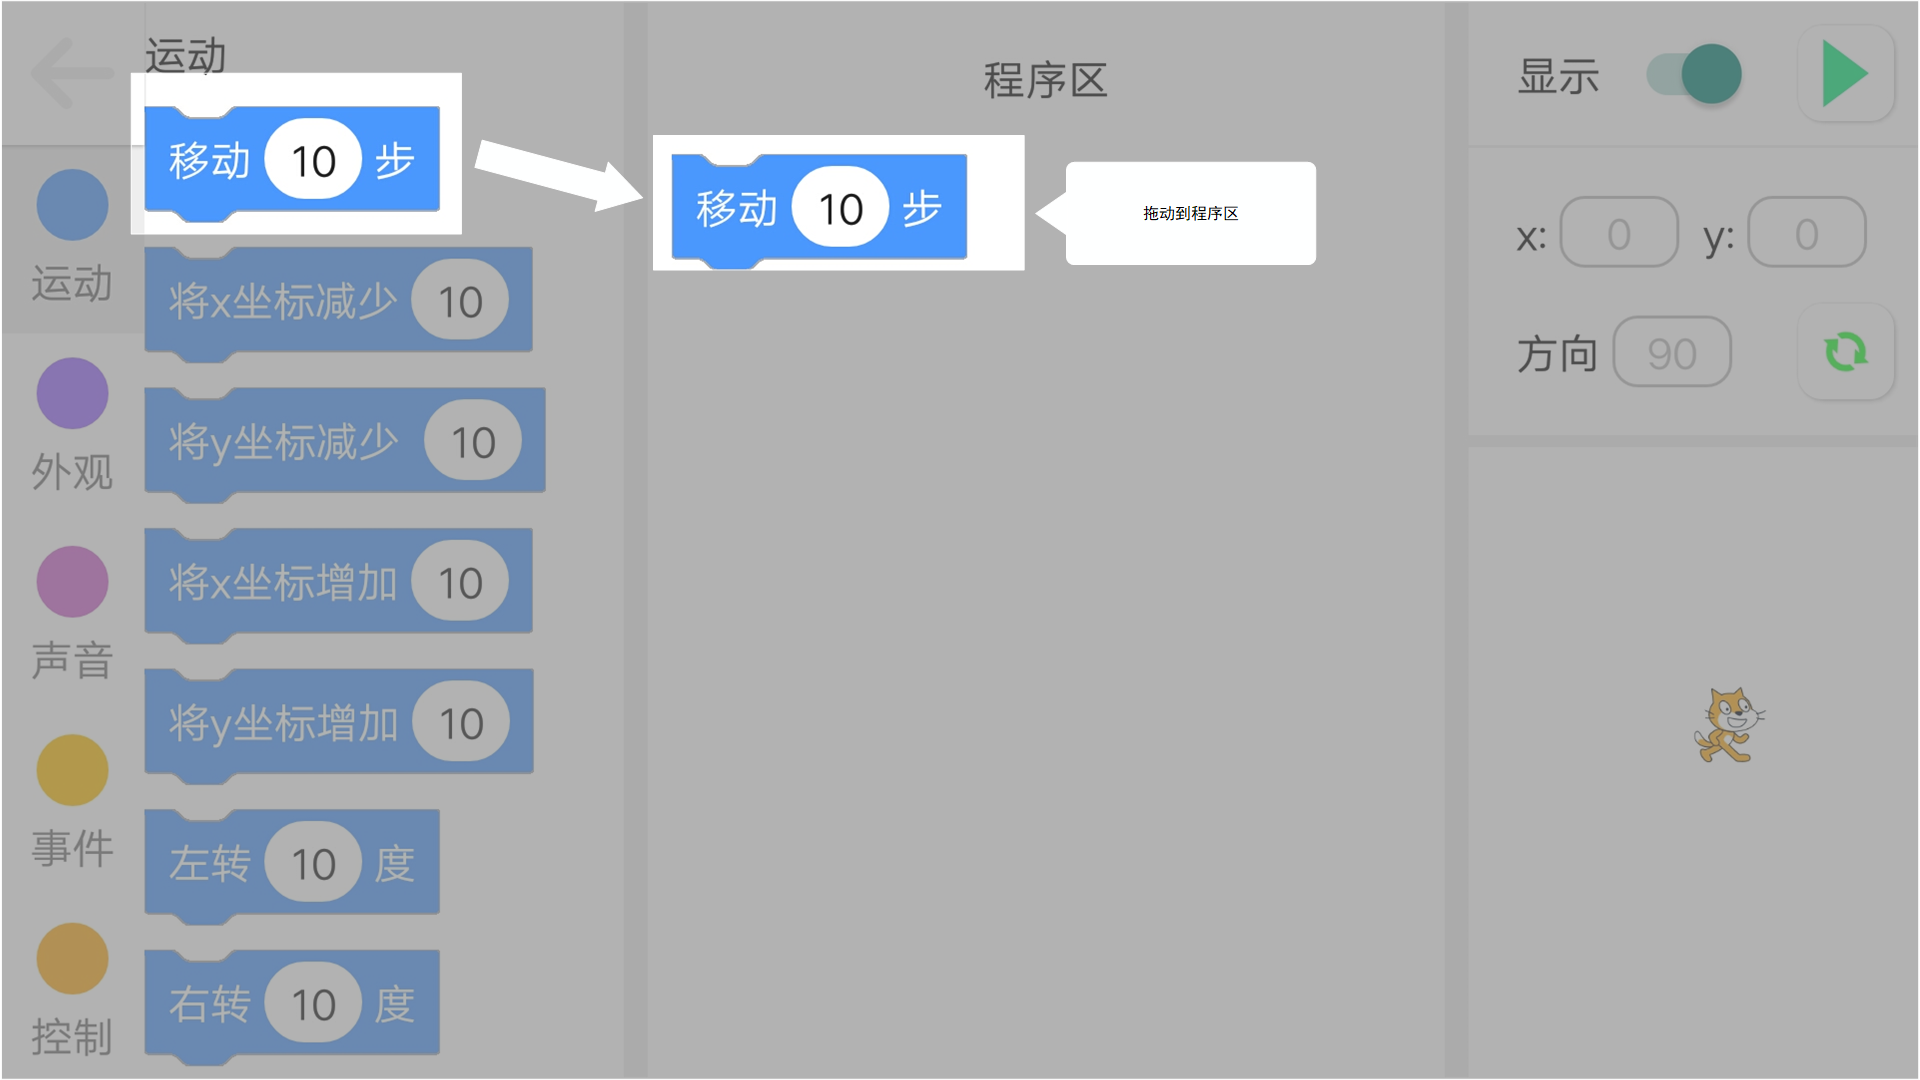 运动
移动 10 步
将x坐标减少 10
将y坐标减少 10
将x坐标增加 10
将y坐标增加 10
左转 10 度
右转 10 度
运动
外观
声音
事件
控制
程序区
移动 10 步
拖动到程序区
显示
x: 0 y: 0
方向 90